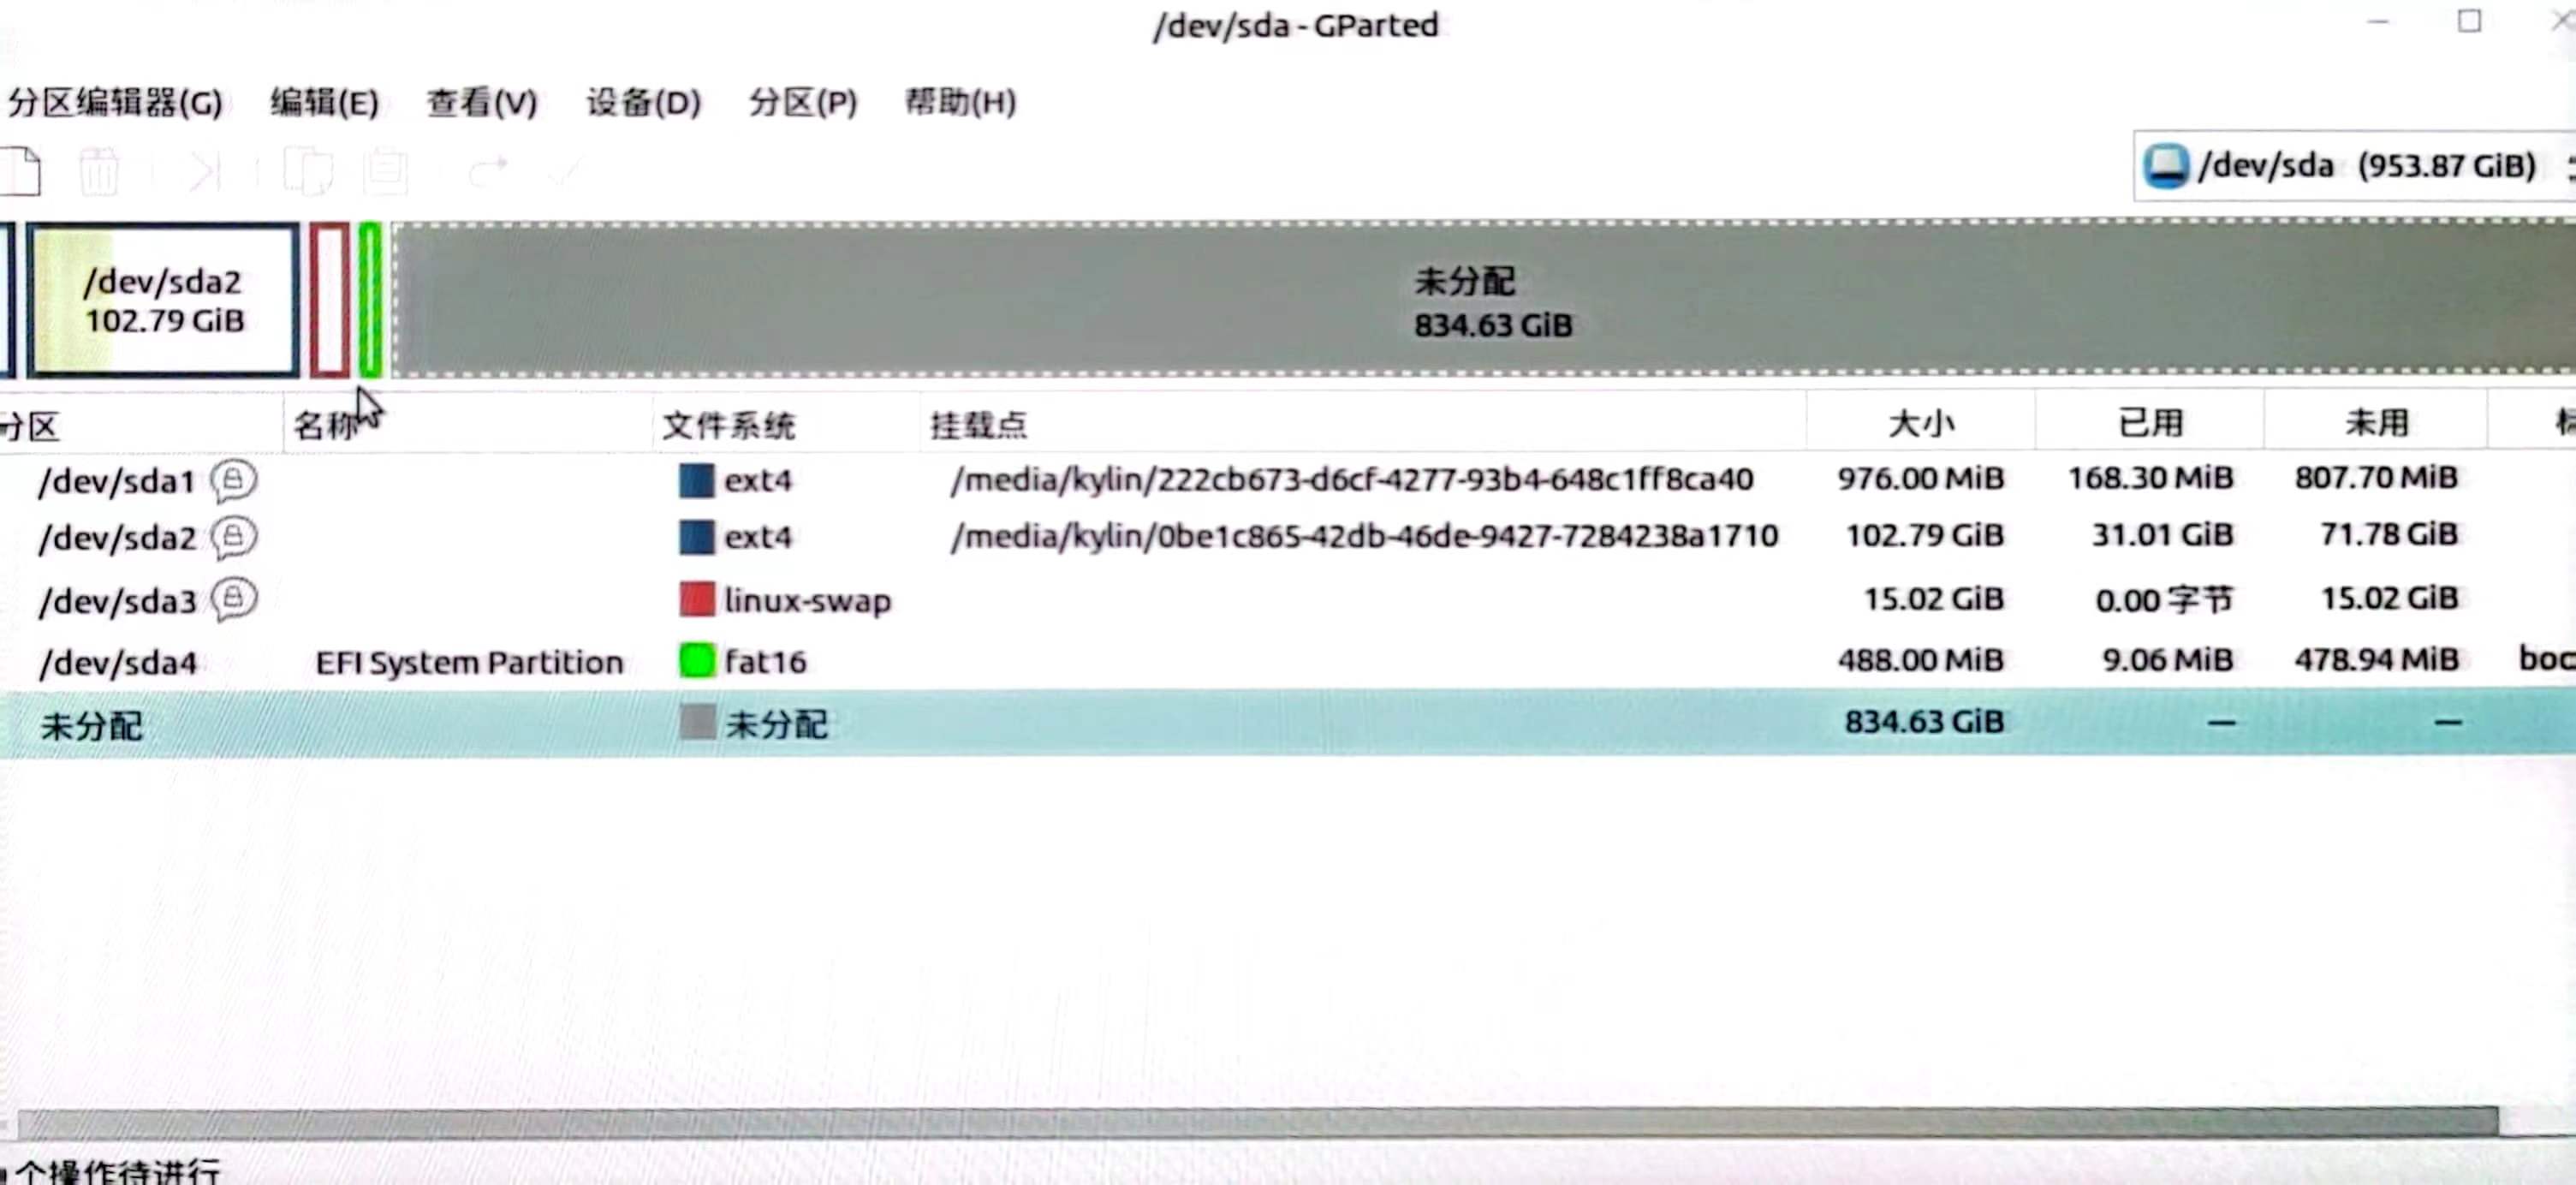 /dev/sda - GParted
分区编辑器(G) 编辑(E) 查看(V) 设备(D) 分区(P) 帮助(H)
/dev/sda (953.87 GiB)
/dev/sda2
102.79 GiB
未分配
834.63 GiB
分区 名称 文件系统 挂载点 大小 已用 未用
/dev/sda1 ext4 /media/kylin/222cb673-d6cf-4277-93b4-648c1ff8ca40 976.00 MiB 168.30 MiB 807.70 MiB
/dev/sda2 ext4 /media/kylin/0be1c865-42db-46de-9427-7284238a1710 102.79 GiB 31.01 GiB 71.78 GiB
/dev/sda3 linux-swap 15.02 GiB 0.00 字节 15.02 GiB
/dev/sda4 EFI System Partition fat16 488.00 MiB 9.06 MiB 478.94 MiB
未分配 未分配 834.63 GiB — —
个操作待进行